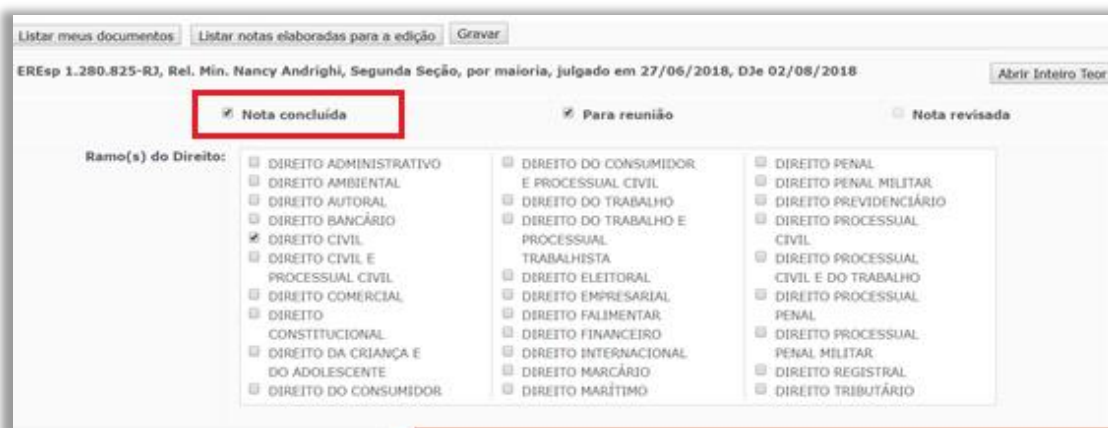 Listar meus documentos Listar notas elaboradas para a edição Gravar
EREsp 1.280.825-RJ, Rel. Min. Nancy Andrighi, Segunda Seção, por maioria, julgado em 27/06/2018, DJe 02/08/2018 Abrir Inteiro Teor
Nota concluída Para reunião Nota revisada
Ramo(s) do Direito:
DIREITO ADMINISTRATIVO
DIREITO AMBIENTAL
DIREITO AUTORAL
DIREITO BANCÁRIO
DIREITO CIVIL
DIREITO CIVIL E
PROCESSUAL CIVIL
DIREITO COMERCIAL
DIREITO
CONSTITUCIONAL
DIREITO DA CRIANÇA E
DO ADOLESCENTE
DIREITO DO CONSUMIDOR
DIREITO DO CONSUMIDOR
E PROCESSUAL CIVIL
DIREITO DO TRABALHO
DIREITO DO TRABALHO E
PROCESSUAL
TRABALHISTA
DIREITO ELEITORAL
DIREITO EMPRESARIAL
DIREITO FALIMENTAR
DIREITO FINANCEIRO
DIREITO INTERNACIONAL
DIREITO MARCÁRIO
DIREITO MARÍTIMO
DIREITO PENAL
DIREITO PENAL MILITAR
DIREITO PREVIDENCIÁRIO
DIREITO PROCESSUAL
CIVIL
DIREITO PROCESSUAL
CIVIL E DO TRABALHO
DIREITO PROCESSUAL
PENAL
DIREITO PROCESSUAL
PENAL MILITAR
DIREITO REGISTRAL
DIREITO TRIBUTÁRIO